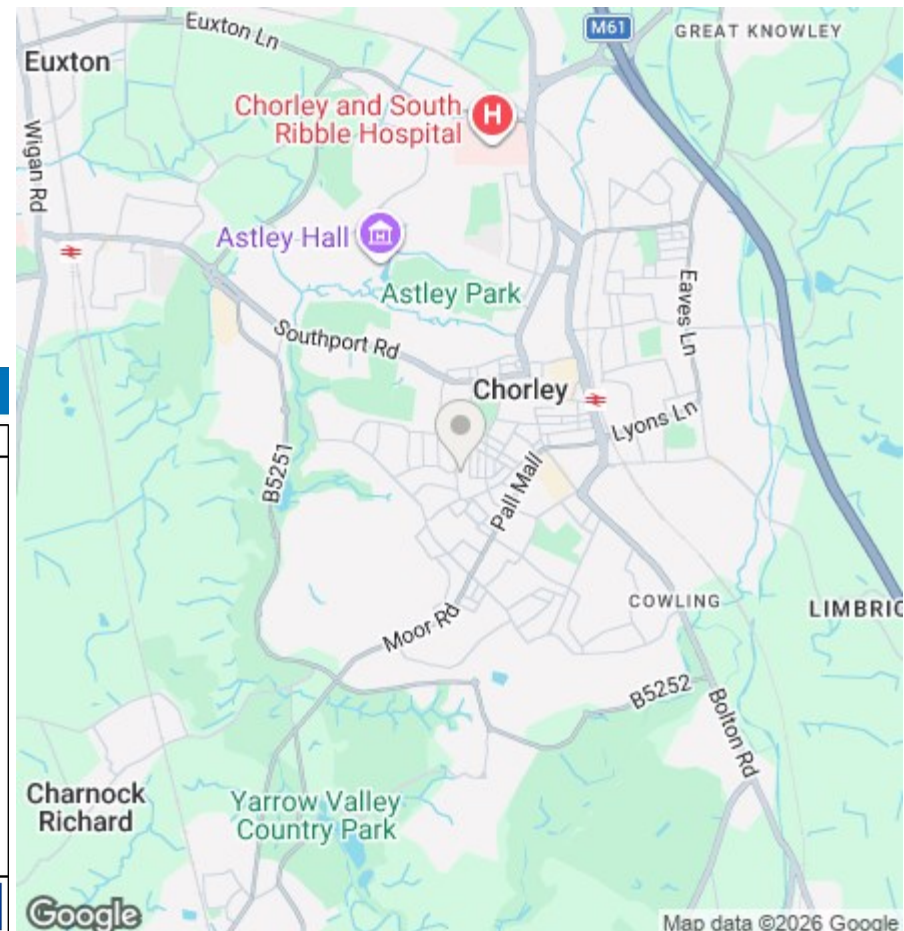 Euxton Ln
M61
GREAT KNOWLEY
Euxton
Chorley and South
Ribble Hospital
H
Wigan Rd
Astley Hall
Astley Park
Eaves Ln
Southport Rd
Chorley
Lyons Ln
B5251
Pall Mall
COWLING
LIMBRIC
Moor Rd
B5252
Bolton Rd
Charnock
Richard
Yarrow Valley
Country Park
Google
Map data ©2026 Google